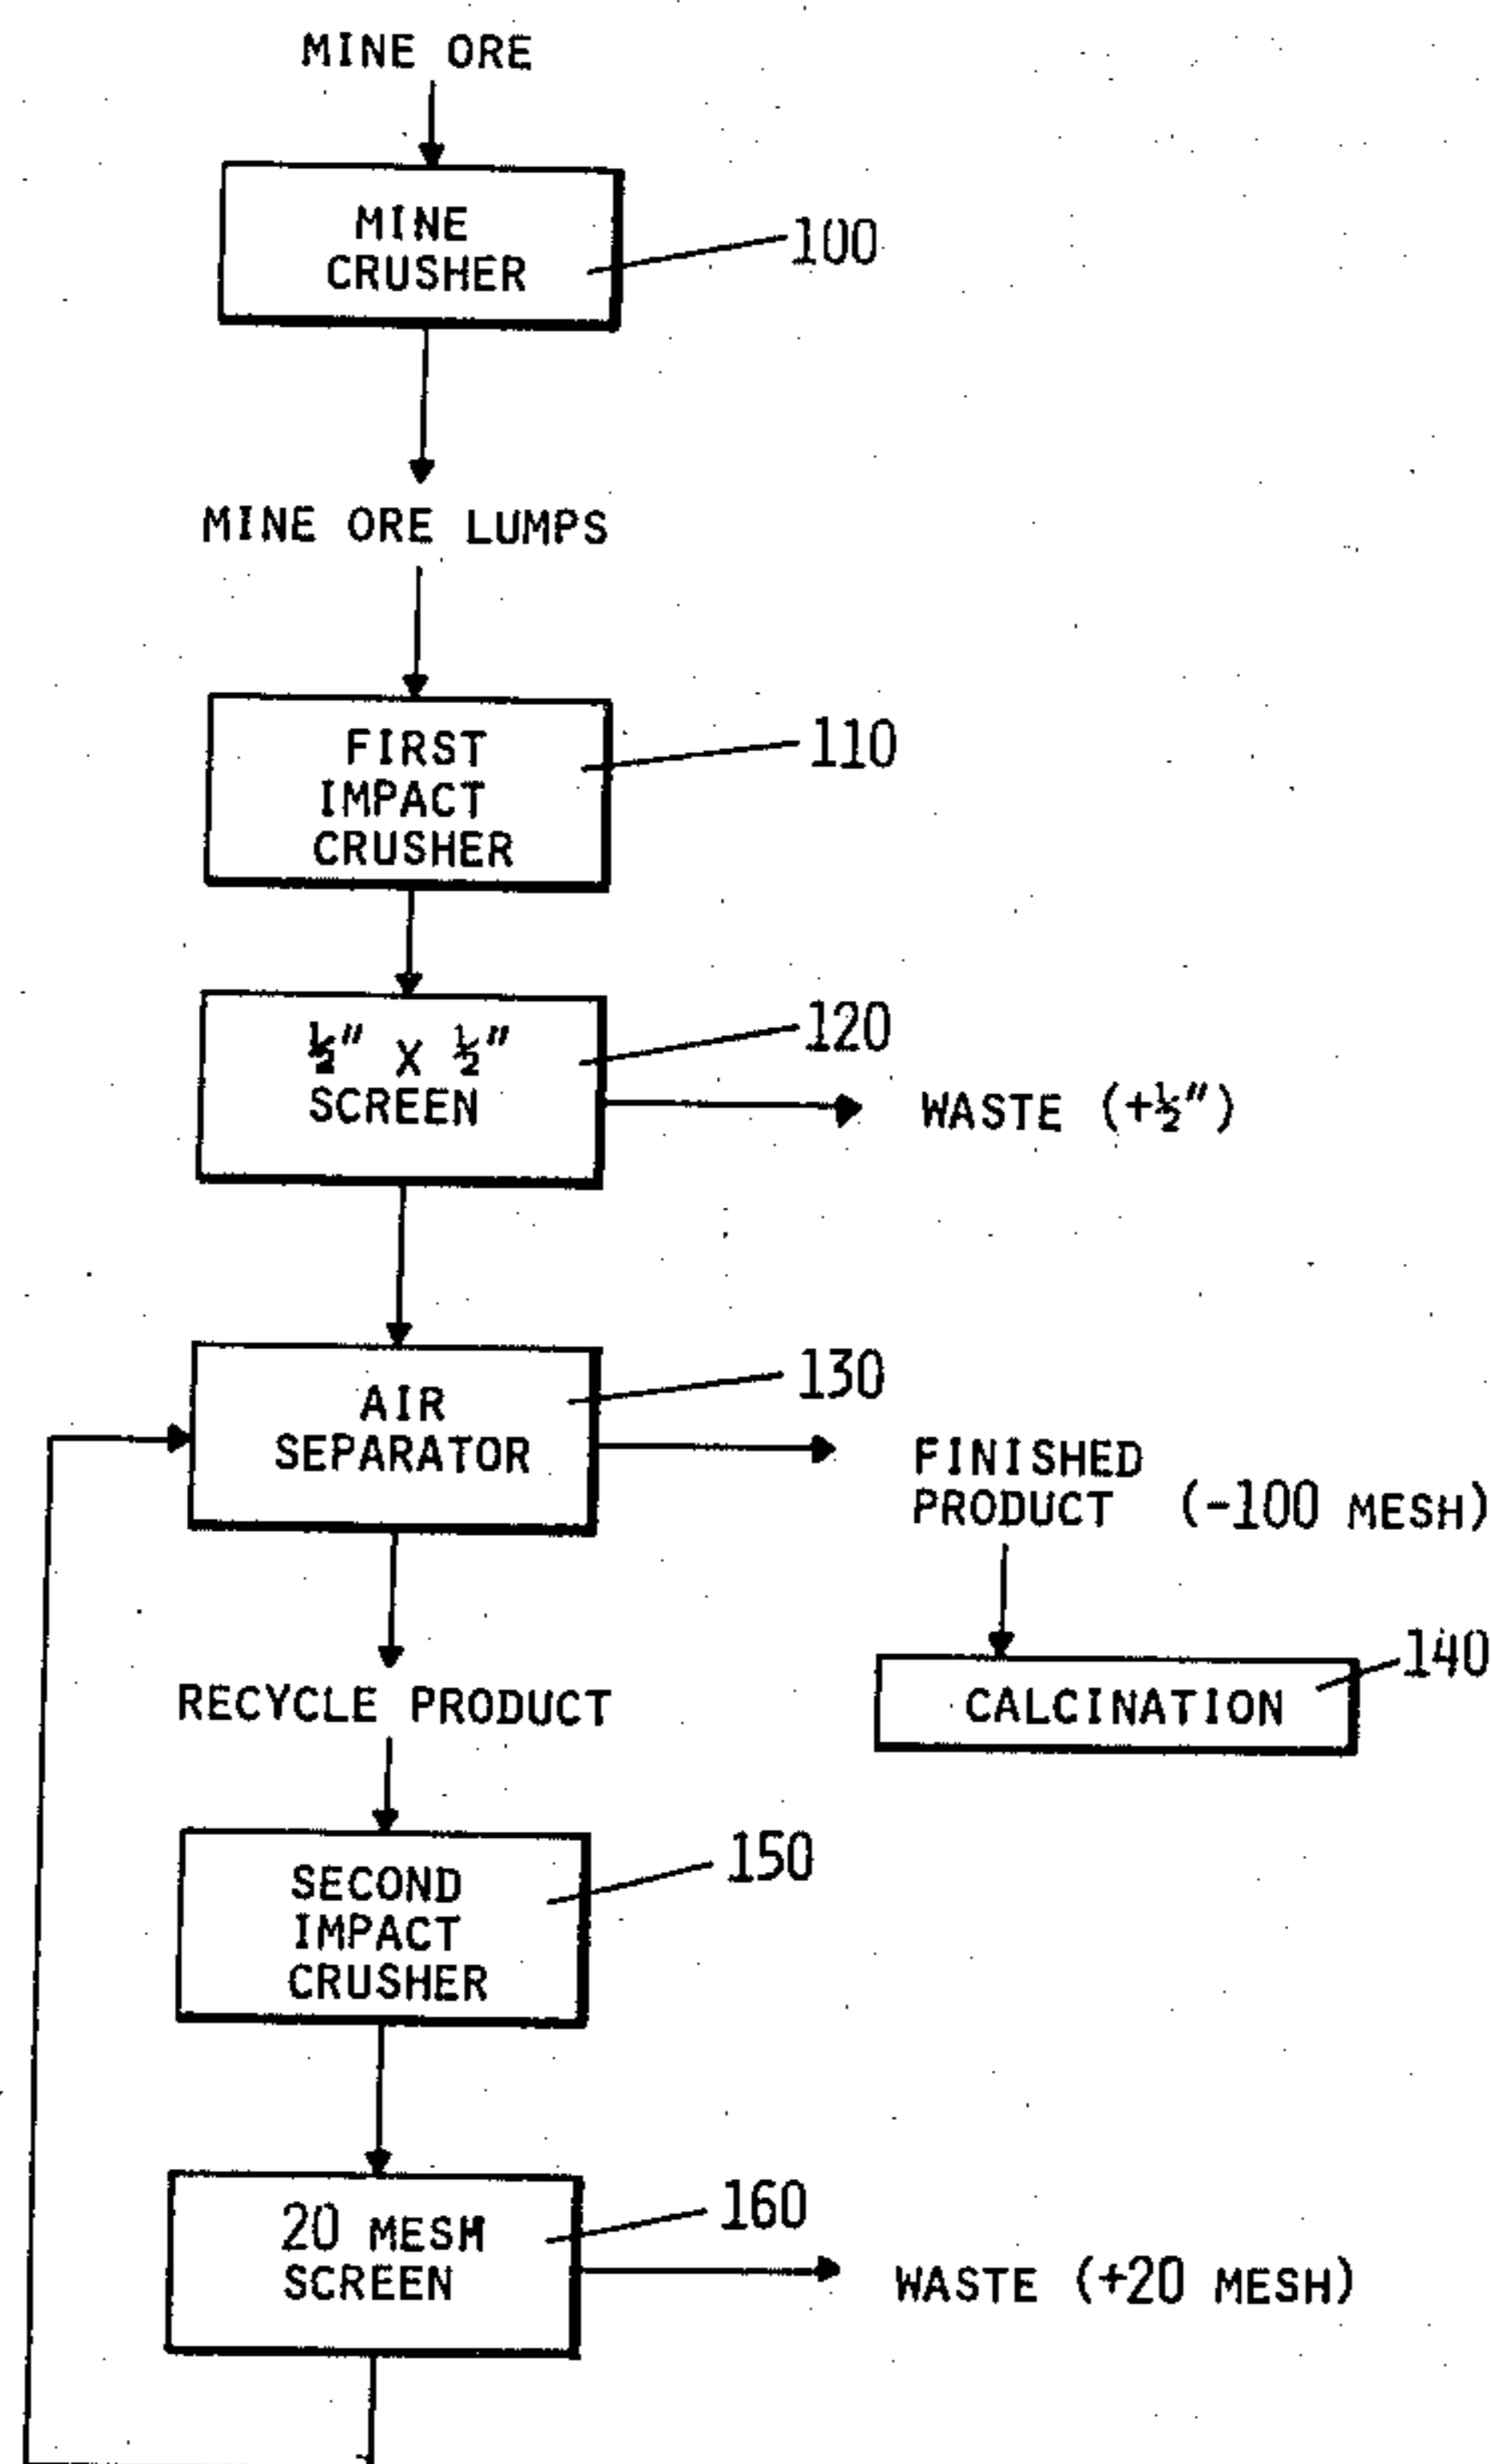 MINE ORE
MINE
CRUSHER
100
MINE ORE LUMPS
FIRST
IMPACT
CRUSHER
110
½" X ½"
SCREEN
120
WASTE (+½")
AIR
SEPARATOR
130
FINISHED
PRODUCT (-100 MESH)
RECYCLE PRODUCT
CALCINATION
140
SECOND
IMPACT
CRUSHER
150
20 MESH
SCREEN
160
WASTE (+20 MESH)